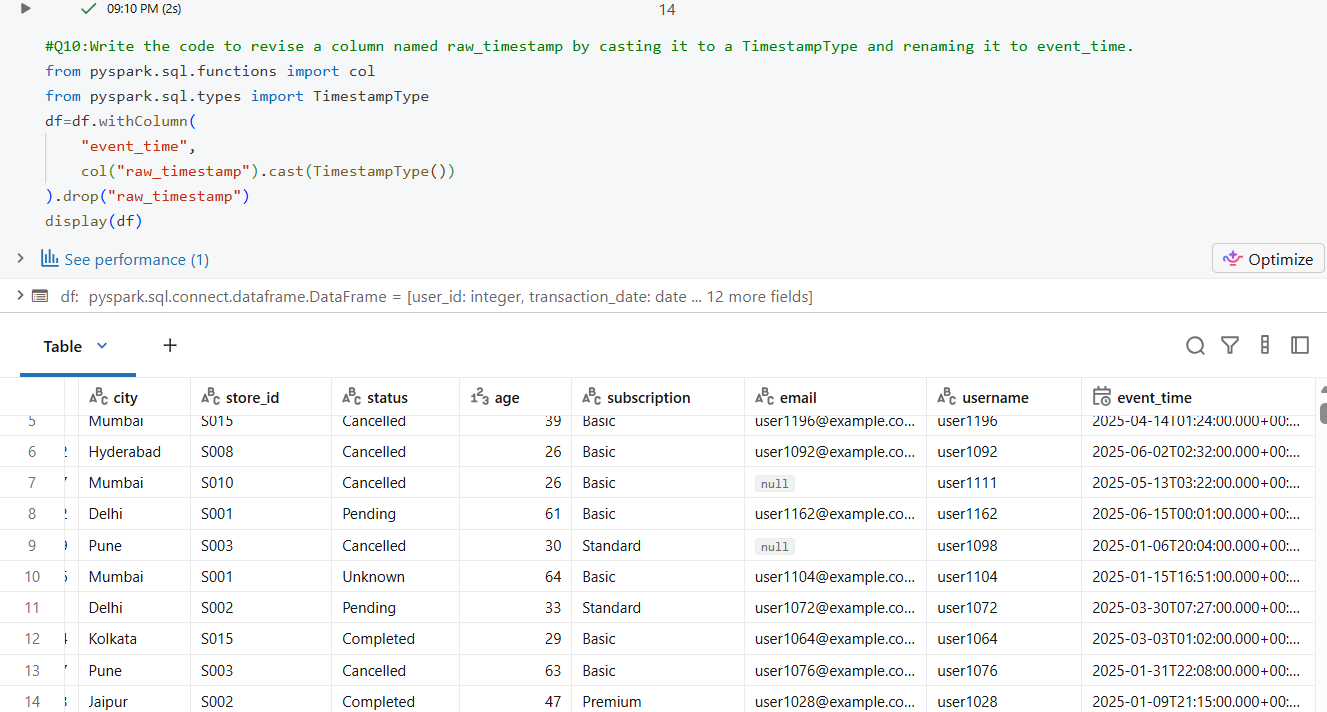 09:10 PM (2s)
14
#Q10:Write the code to revise a column named raw_timestamp by casting it to a TimestampType and renaming it to event_time.
from pyspark.sql.functions import col
from pyspark.sql.types import TimestampType
df=df.withColumn(
"event_time",
col("raw_timestamp").cast(TimestampType())
).drop("raw_timestamp")
display(df)
See performance (1)
Optimize
df: pyspark.sql.connect.dataframe.DataFrame = [user_id: integer, transaction_date: date ... 12 more fields]
Table
city store_id status age subscription email username event_time
5 Mumbai S015 Cancelled 39 Basic user1196@example.co... user1196 2025-04-14T01:24:00.000+00:...
6 Hyderabad S008 Cancelled 26 Basic user1092@example.co... user1092 2025-06-02T02:32:00.000+00:...
7 Mumbai S010 Cancelled 26 Basic null user1111 2025-05-13T03:22:00.000+00:...
8 Delhi S001 Pending 61 Basic user1162@example.co... user1162 2025-06-15T00:01:00.000+00:...
9 Pune S003 Cancelled 30 Standard null user1098 2025-01-06T20:04:00.000+00:...
10 Mumbai S001 Unknown 64 Basic user1104@example.co... user1104 2025-01-15T16:51:00.000+00:...
11 Delhi S002 Pending 33 Standard user1072@example.co... user1072 2025-03-30T07:27:00.000+00:...
12 Kolkata S015 Completed 29 Basic user1064@example.co... user1064 2025-03-03T01:02:00.000+00:...
13 Pune S003 Cancelled 63 Basic user1076@example.co... user1076 2025-01-31T22:08:00.000+00:...
14 Jaipur S002 Completed 47 Premium user1028@example.co... user1028 2025-01-09T21:15:00.000+00:...